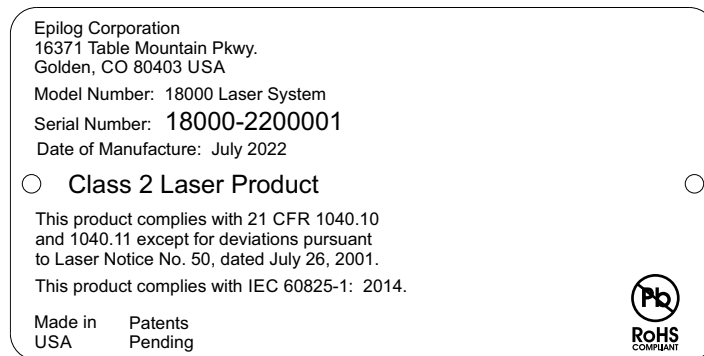 Epilog Corporation
16371 Table Mountain Pkwy.
Golden, CO 80403 USA
Model Number: 18000 Laser System
Serial Number: 18000-2200001
Date of Manufacture: July 2022
Class 2 Laser Product
This product complies with 21 CFR 1040.10
and 1040.11 except for deviations pursuant
to Laser Notice No. 50, dated July 26, 2001.
This product complies with IEC 60825-1: 2014.
Made in Patents
USA Pending
Pb
RoHS
COMPLIANT